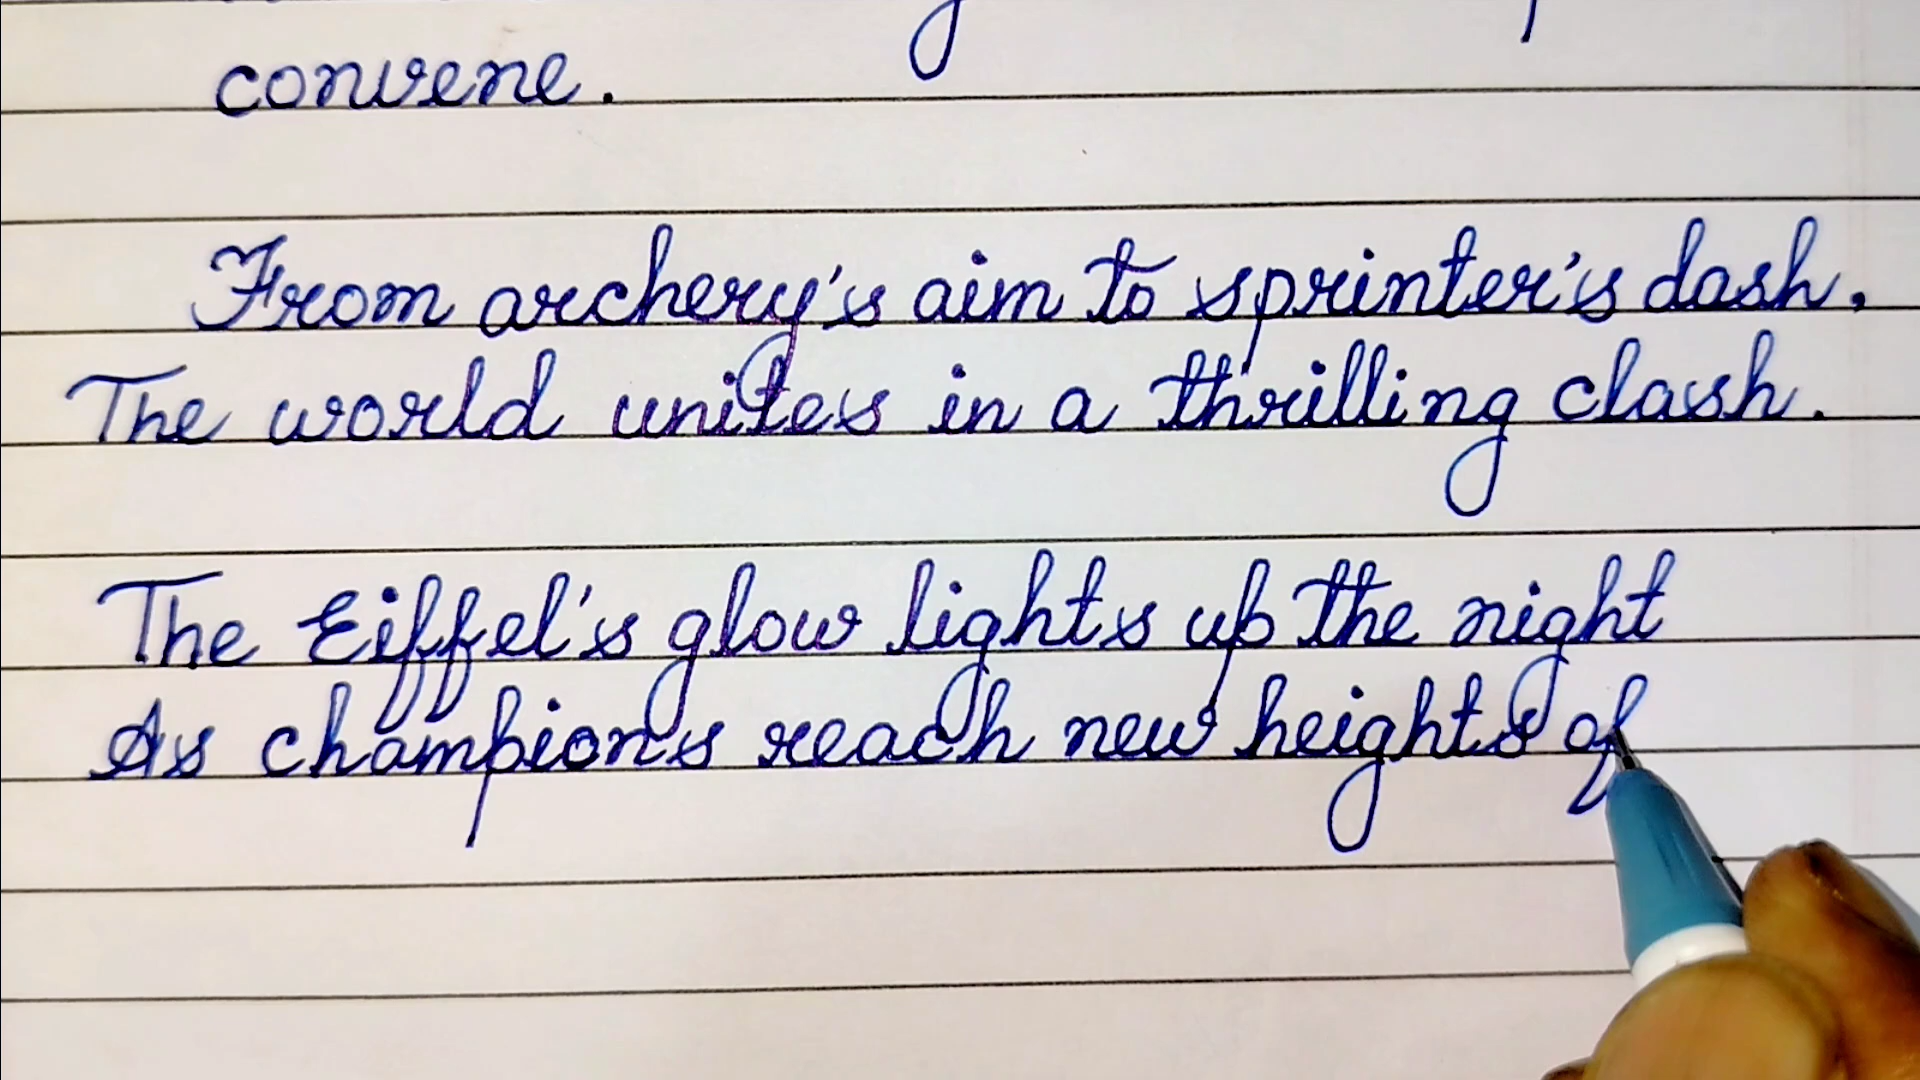 convene.
From archery's aim to sprinter's dash.
The world unites in a thrilling clash.
The Eiffel's glow lights up the night
As champions reach new heights of